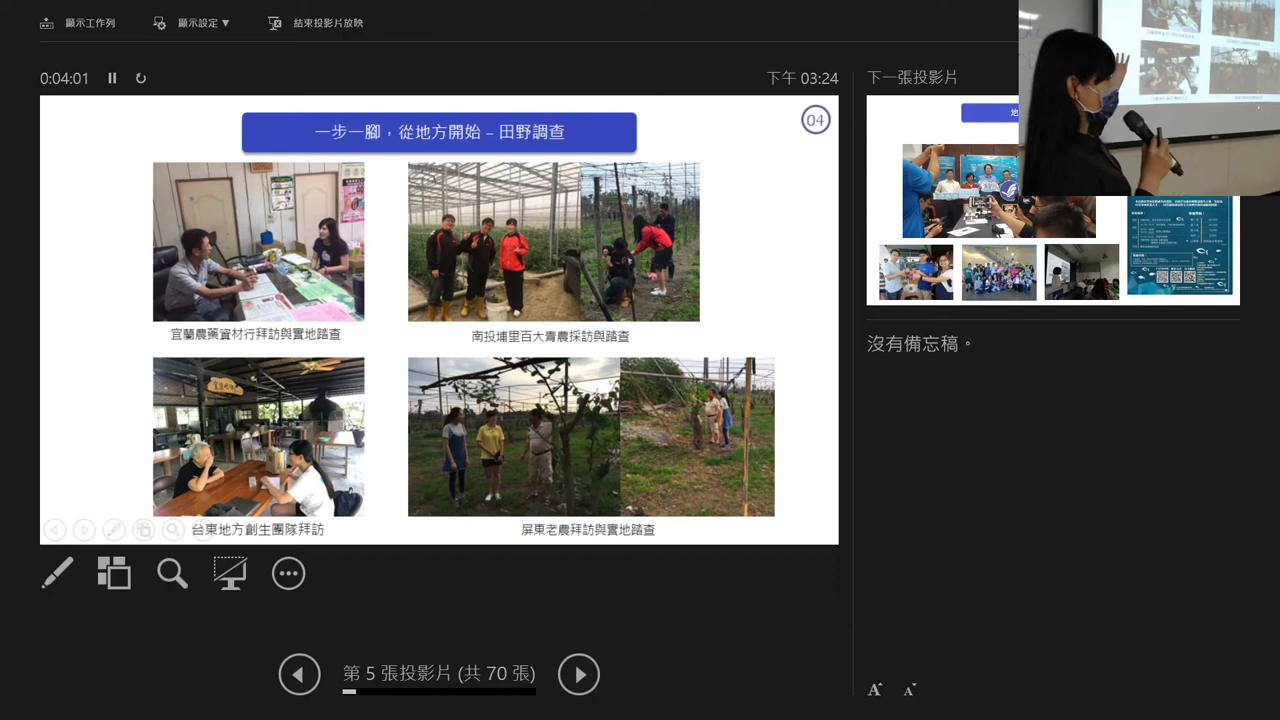 顯示工作列
顯示設定 ▼
結束投影片放映
0:04:01
下午 03:24
下一張投影片
一步一腳，從地方開始 – 田野調查
04
宜蘭農藥資材行拜訪與實地踏查
南投埔里百大青農採訪與踏查
台東地方創生團隊拜訪
屏東老農拜訪與實地踏查
地
沒有備忘稿。
第 5 張投影片 (共 70 張)
A
A